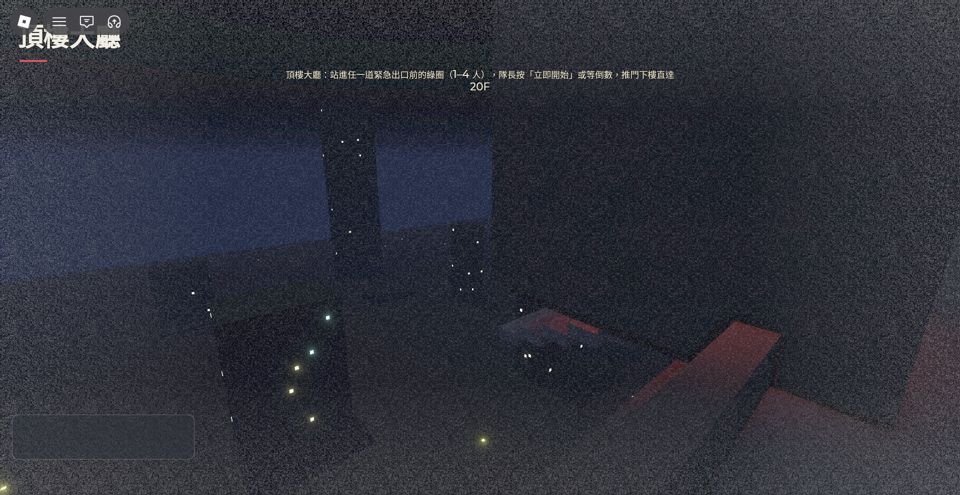 頂樓大廳
頂樓大廳：站進任一道緊急出口前的綠圈（1–4 人），隊長按「立即開始」或等倒數，推門下樓直達
20F